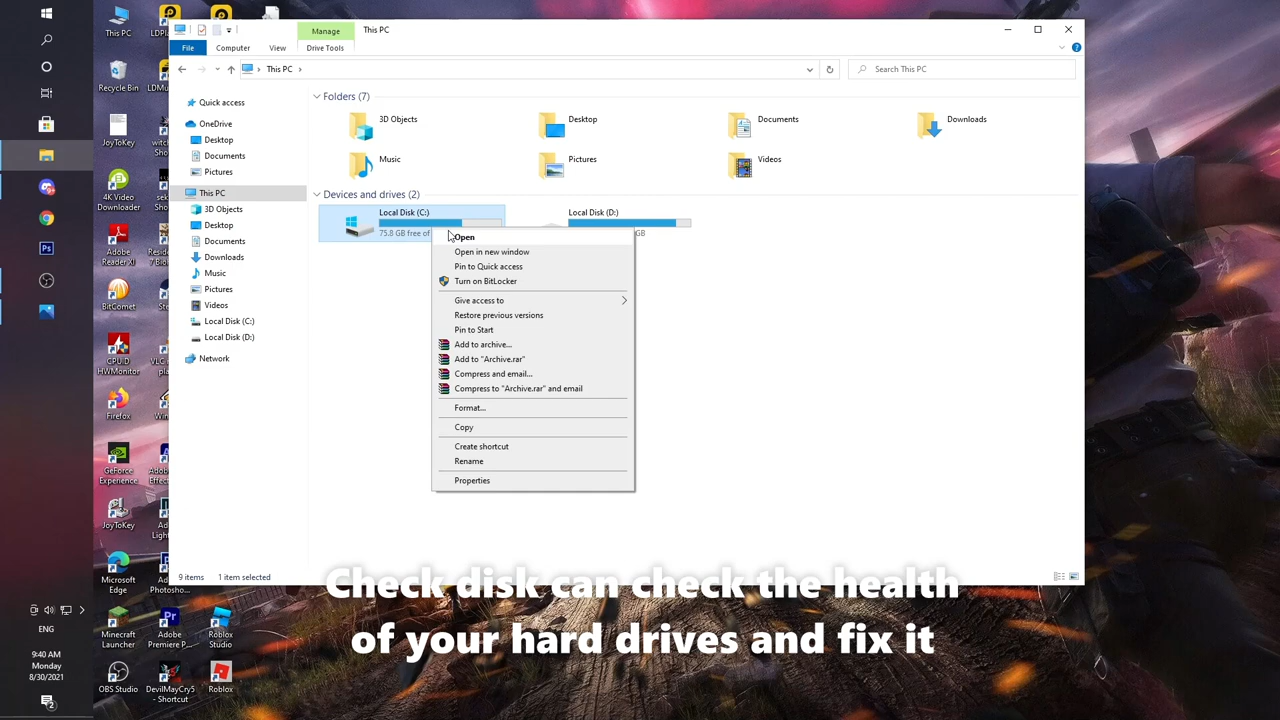 This PC
Recycle Bin
JoyToKey
4K Video
Downloader
Adobe
Reader XI
BitComet
CPU ID
HWMonitor
Firefox
GeForce
Experience
JoyToKey
Microsoft
Edge
Minecraft
Launcher
Adobe
Premiere P...
Roblox
Studio
OBS Studio
DevilMayCry5
- Shortcut
Roblox
Adobe
Photosho...
ENG
9:40 AM
Monday
8/30/2021
2
Manage
This PC
File
Computer
View
Drive Tools
This PC
Search This PC
Quick access
OneDrive
Desktop
Documents
Pictures
This PC
3D Objects
Desktop
Documents
Downloads
Music
Pictures
Videos
Local Disk (C:)
Local Disk (D:)
Network
Folders (7)
3D Objects
Desktop
Documents
Downloads
Music
Pictures
Videos
Devices and drives (2)
Local Disk (C:)
75.8 GB free of
Local Disk (D:)
GB
Open
Open in new window
Pin to Quick access
Turn on BitLocker
Give access to
Restore previous versions
Pin to Start
Add to archive...
Add to "Archive.rar"
Compress and email...
Compress to "Archive.rar" and email
Format...
Copy
Create shortcut
Rename
Properties
9 items
1 item selected
Check disk can check the health
of your hard drives and fix it